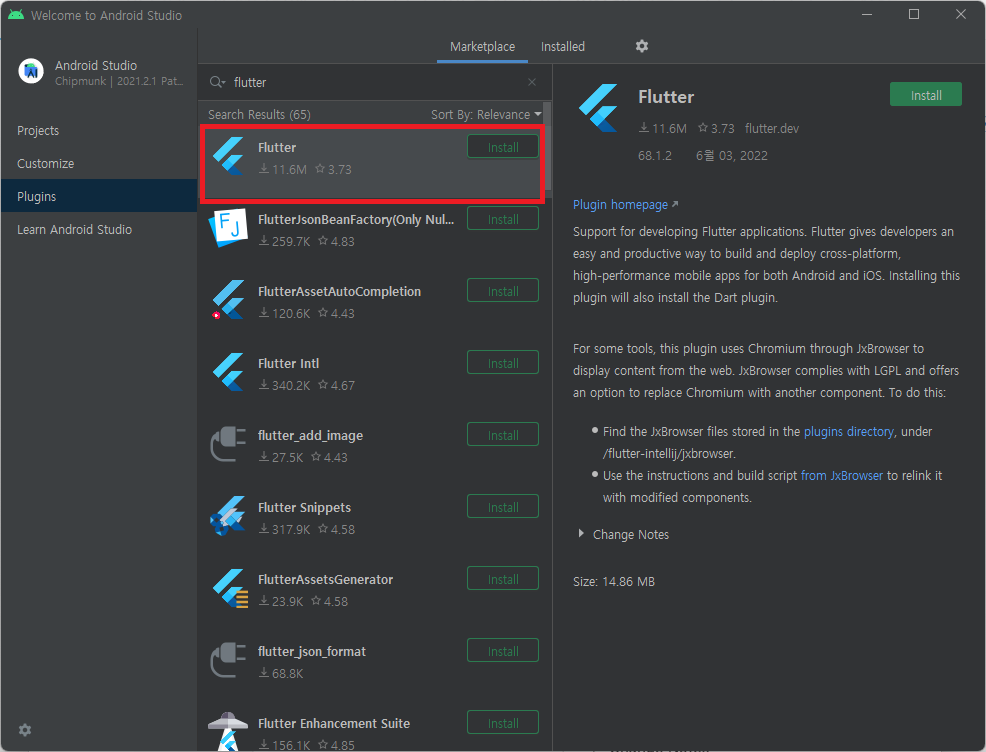 Welcome to Android Studio
Android Studio
Chipmunk | 2021.2.1 Pat...
Projects
Customize
Plugins
Learn Android Studio
Marketplace
Installed
flutter
Search Results (65)
Sort By: Relevance
Flutter
Install
11.6M 3.73
FlutterJsonBeanFactory(Only Nul...
Install
259.7K 4.83
FlutterAssetAutoCompletion
Install
120.6K 4.43
Flutter Intl
Install
340.2K 4.67
flutter_add_image
Install
27.5K 4.43
Flutter Snippets
Install
317.9K 4.58
FlutterAssetsGenerator
Install
23.9K 4.58
flutter_json_format
Install
68.8K
Flutter Enhancement Suite
Install
156.1K 4.85
Flutter
Install
11.6M 3.73 flutter.dev
68.1.2 6월 03, 2022
Plugin homepage
Support for developing Flutter applications. Flutter gives developers an
easy and productive way to build and deploy cross-platform,
high-performance mobile apps for both Android and iOS. Installing this
plugin will also install the Dart plugin.
For some tools, this plugin uses Chromium through JxBrowser to
display content from the web. JxBrowser complies with LGPL and offers
an option to replace Chromium with another component. To do this:
Find the JxBrowser files stored in the plugins directory, under
/flutter-intellij/jxbrowser.
Use the instructions and build script from JxBrowser to relink it
with modified components.
Change Notes
Size: 14.86 MB